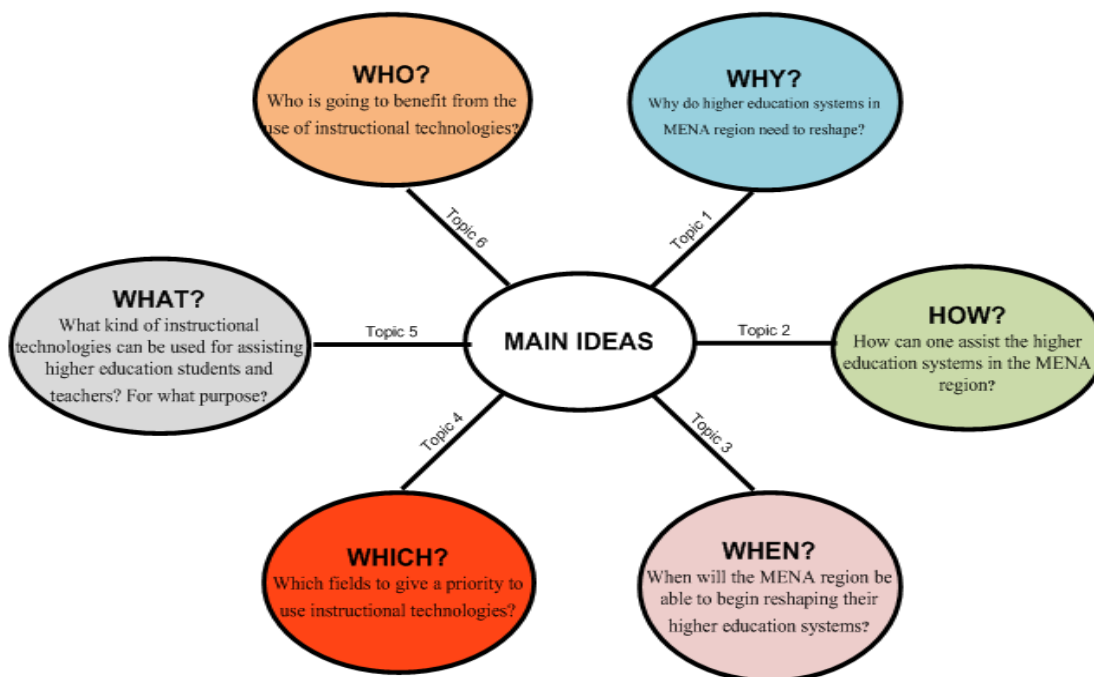 WHO?
Who is going to benefit from the
use of instructional technologies?
WHY?
Why do higher education systems in
MENA region need to reshape?
Topic 6
Topic 1
WHAT?
What kind of instructional
technologies can be used for assisting
higher education students and
teachers? For what purpose?
Topic 5
MAIN IDEAS
Topic 2
HOW?
How can one assist the higher
education systems in the MENA
region?
Topic 4
Topic 3
WHICH?
Which fields to give a priority to
use instructional technologies?
WHEN?
When will the MENA region be
able to begin reshaping their
higher education systems?